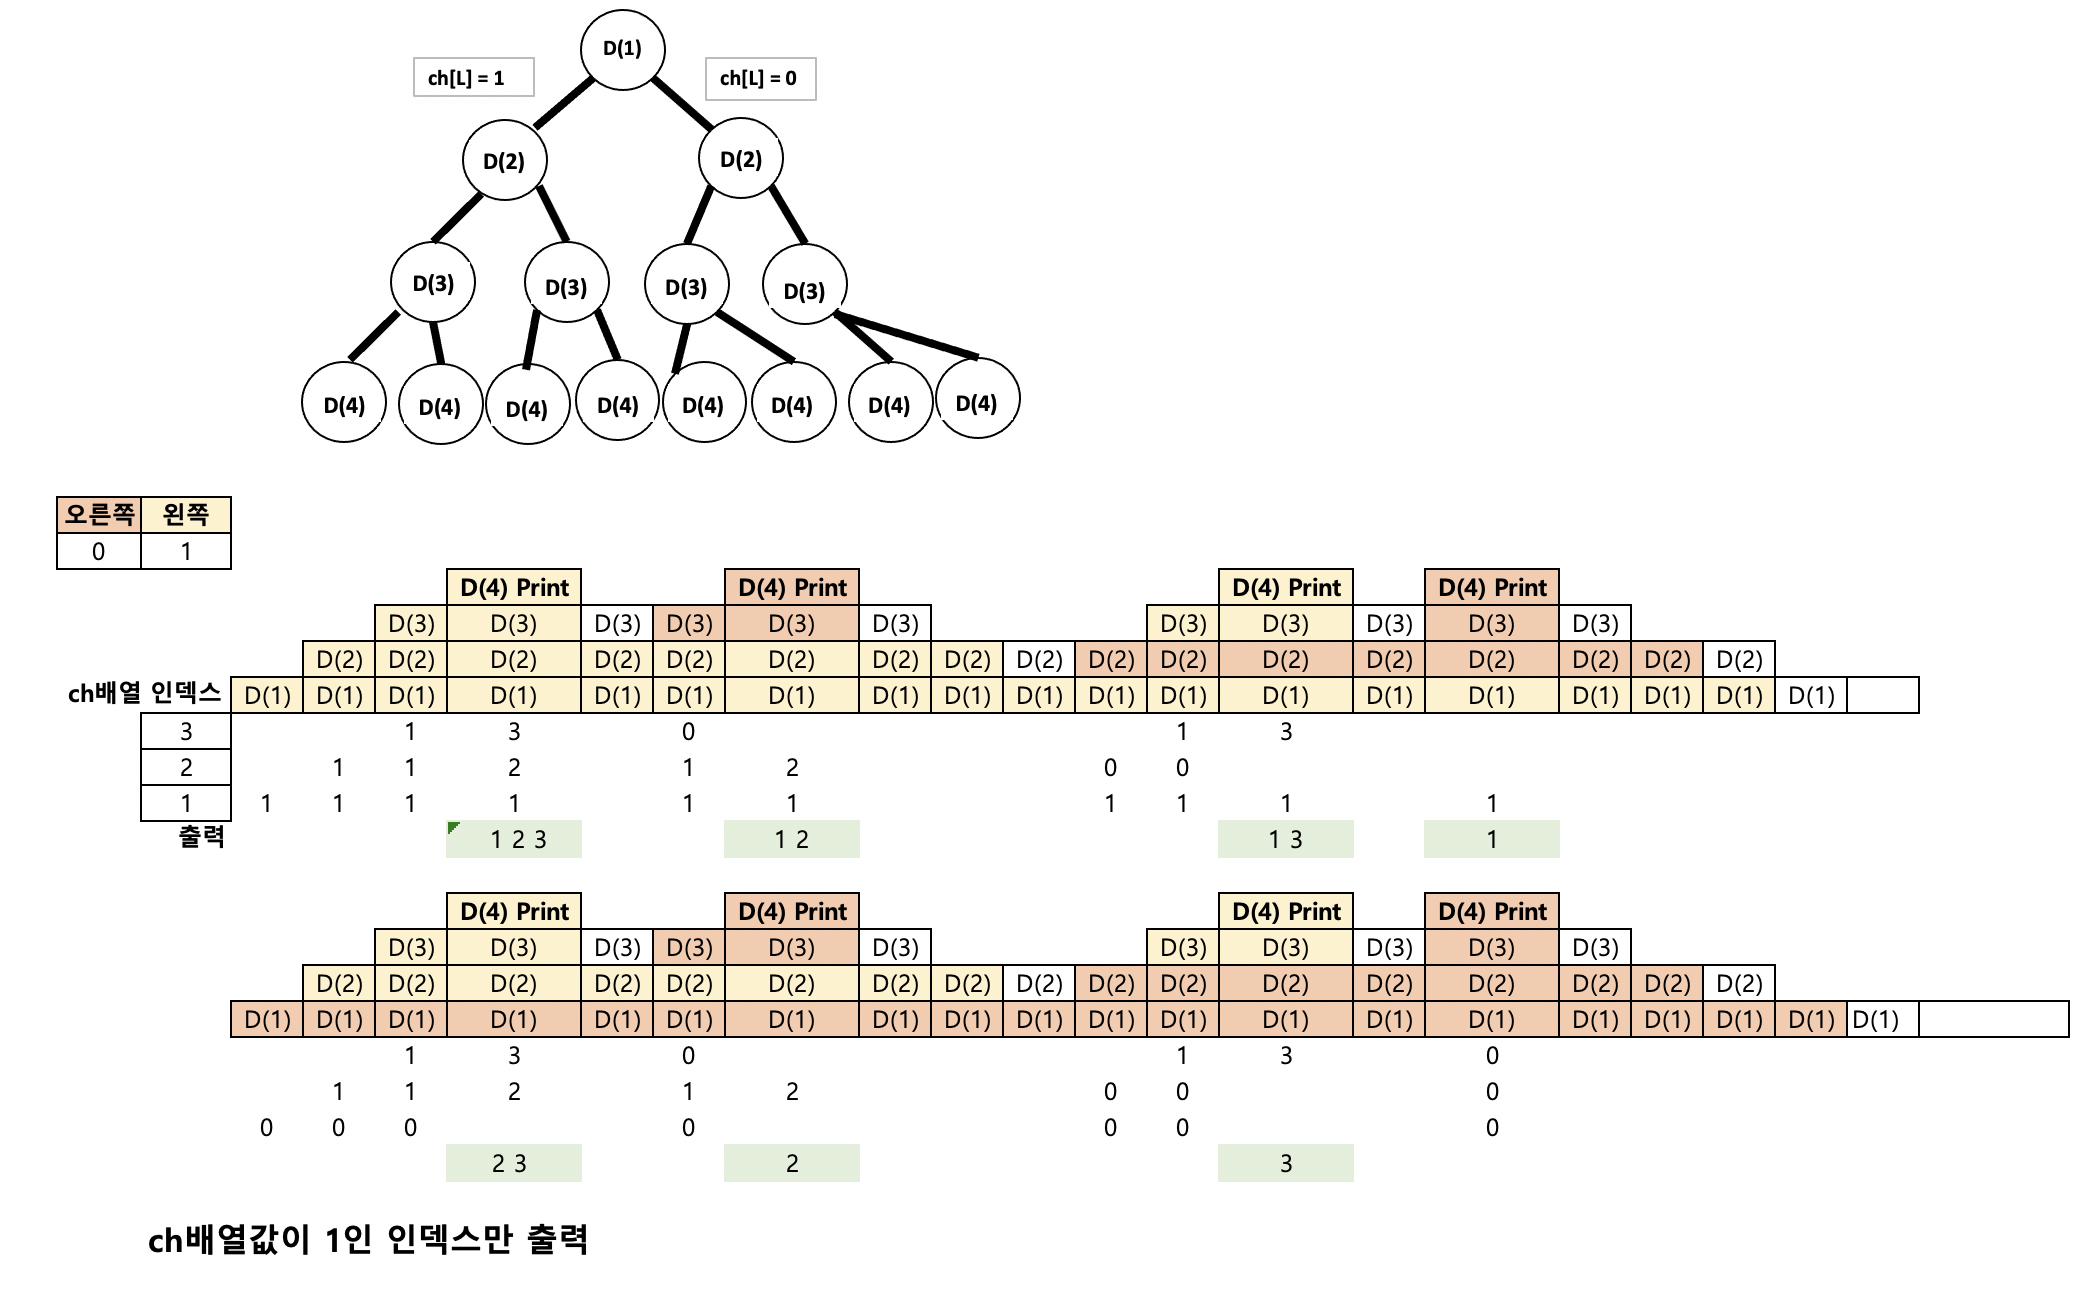 D(1)
ch[L] = 1 ch[L] = 0
D(2) D(2)
D(3) D(3) D(3) D(3)
D(4) D(4) D(4) D(4) D(4) D(4) D(4) D(4)
오른쪽 왼쪽
0 1
D(4) Print D(4) Print D(4) Print D(4) Print
D(3) D(3) D(3) D(3) D(3) D(3) D(3) D(3) D(3) D(3) D(3)
D(2) D(2) D(2) D(2) D(2) D(2) D(2) D(2) D(2) D(2) D(2) D(2) D(2) D(2) D(2) D(2) D(2)
ch배열 인덱스 D(1) D(1) D(1) D(1) D(1) D(1) D(1) D(1) D(1) D(1) D(1) D(1) D(1) D(1) D(1) D(1) D(1) D(1) D(1)
3 1 3 0 1 3
2 1 1 2 1 2 0 0
1 1 1 1 1 1 1 1 1 1 1
출력 1 2 3 1 2 1 3 1
D(4) Print D(4) Print D(4) Print D(4) Print
D(3) D(3) D(3) D(3) D(3) D(3) D(3) D(3) D(3) D(3) D(3)
D(2) D(2) D(2) D(2) D(2) D(2) D(2) D(2) D(2) D(2) D(2) D(2) D(2) D(2) D(2) D(2) D(2)
D(1) D(1) D(1) D(1) D(1) D(1) D(1) D(1) D(1) D(1) D(1) D(1) D(1) D(1) D(1) D(1) D(1) D(1) D(1) D(1)
1 3 0 1 3 0
1 1 2 1 2 0 0 0
0 0 0 0 0 0 0
2 3 2 3
ch배열값이 1인 인덱스만 출력